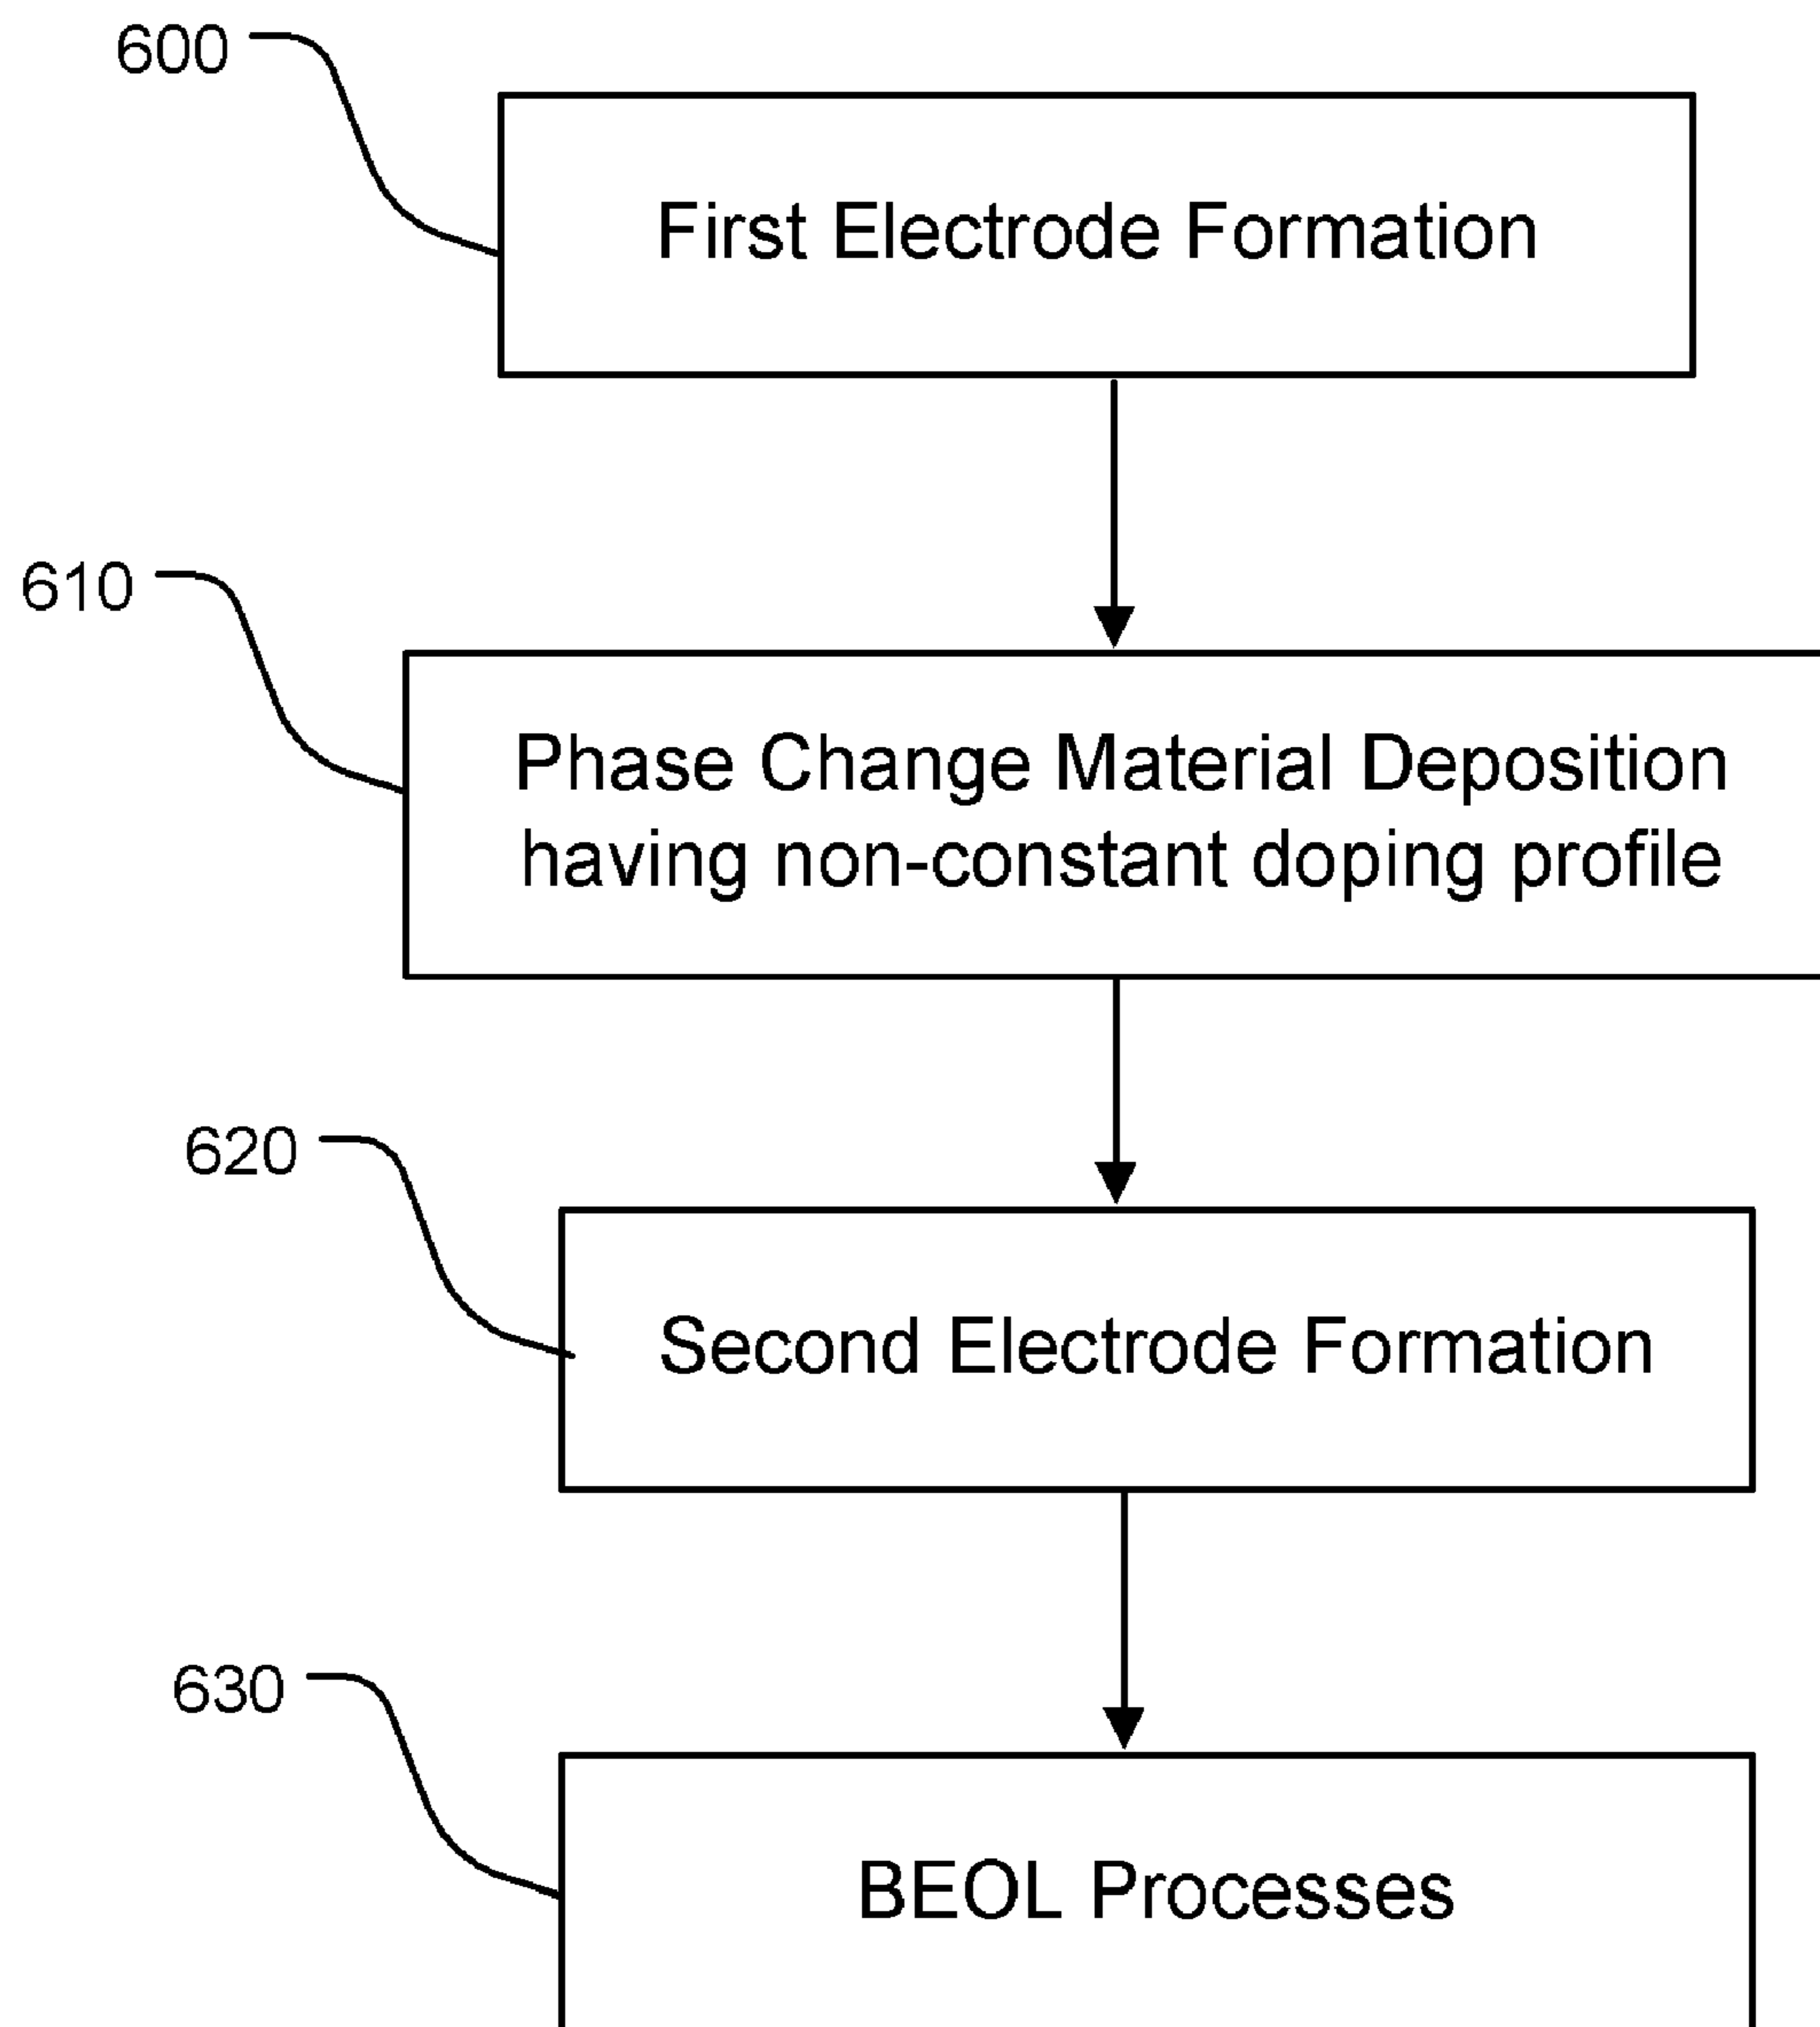 600
First Electrode Formation
610
Phase Change Material Deposition
having non-constant doping profile
620
Second Electrode Formation
630
BEOL Processes